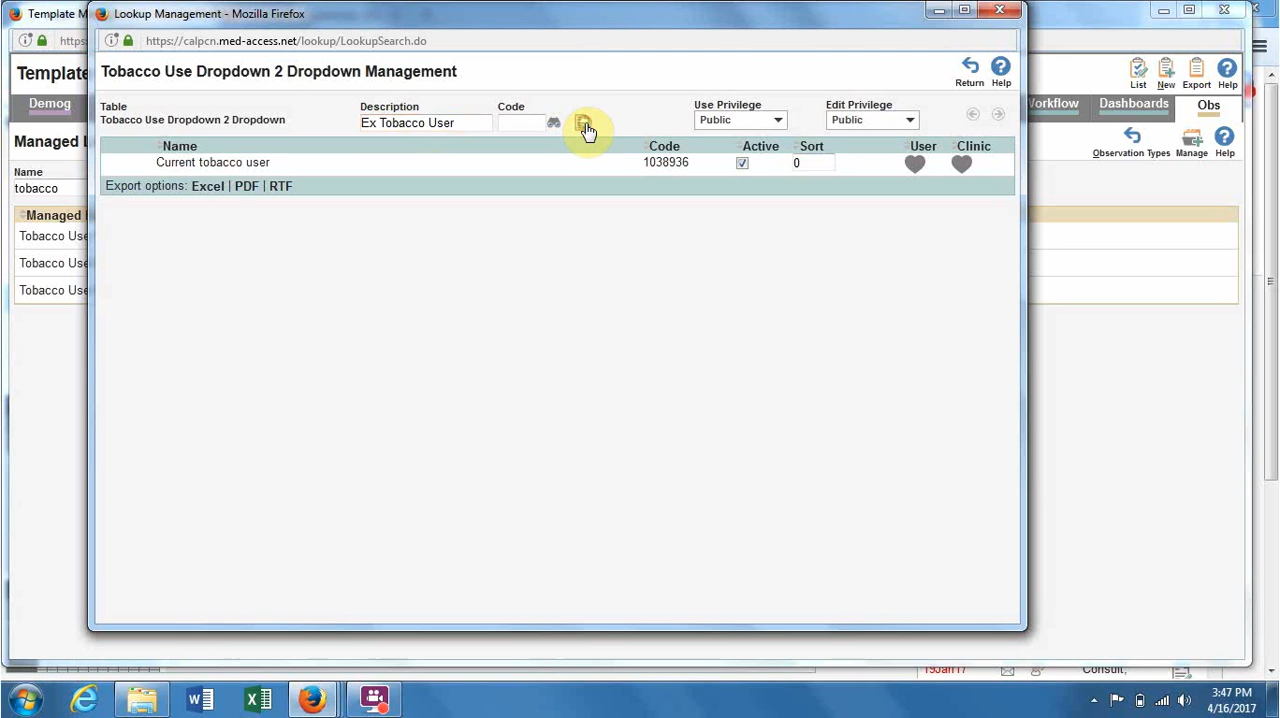 Template M
Lookup Management - Mozilla Firefox
https:
https://calpcn.med-access.net/lookup/LookupSearch.do
Template
Tobacco Use Dropdown 2 Dropdown Management
Return
Help
List
New
Export
Help
Demog
Workflow
Dashboards
Obs
Table
Description
Code
Use Privilege
Edit Privilege
Tobacco Use Dropdown 2 Dropdown
Ex Tobacco User
Public
Public
Managed L
Observation Types
Manage
Help
Name
Code
Active
Sort
User
Clinic
Current tobacco user
1038936
0
Name
tobacco
Export options: Excel | PDF | RTF
Managed
Tobacco Use
Tobacco Use
Tobacco Use
19Jan17
Consult,
3:47 PM
4/16/2017